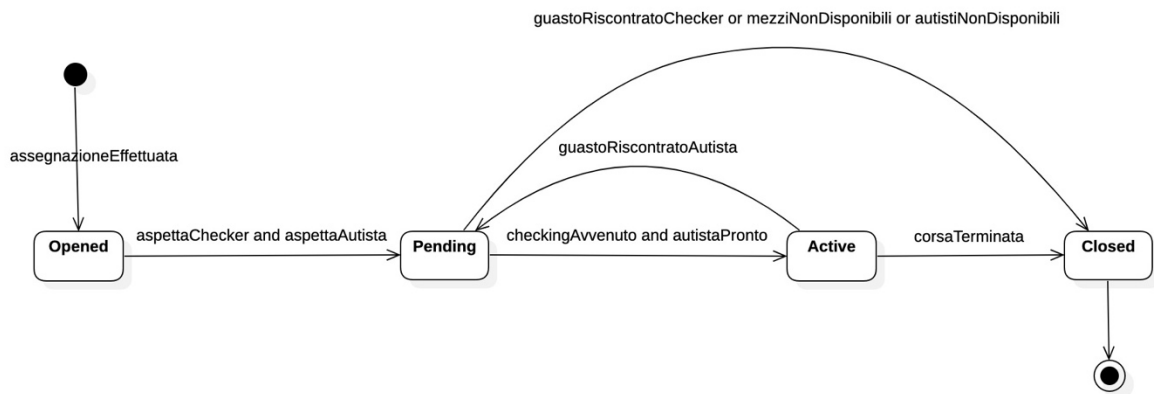 guastoRiscontratoChecker or mezziNonDisponibili or autistiNonDisponibili
assegnazioneEffettuata
guastoRiscontratoAutista
Opened
aspettaChecker and aspettaAutista
Pending
checkingAvvenuto and autistaPronto
Active
corsaTerminata
Closed